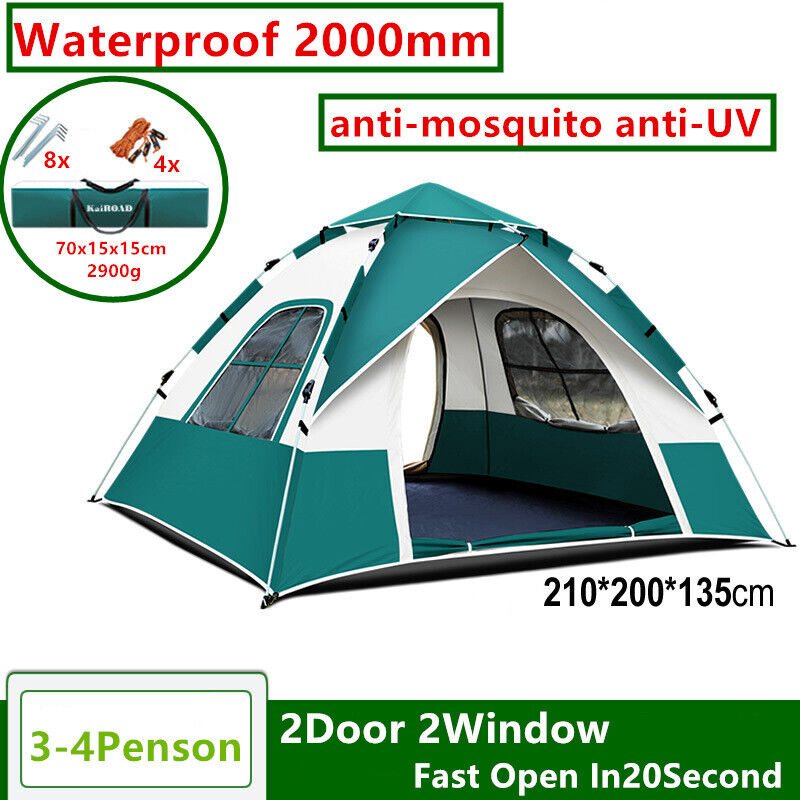 Waterproof 2000mm
anti-mosquito anti-UV
8x
4x
KaiROAD
70x15x15cm
2900g
210*200*135cm
3-4Penson
2Door 2Window
Fast Open In20Second